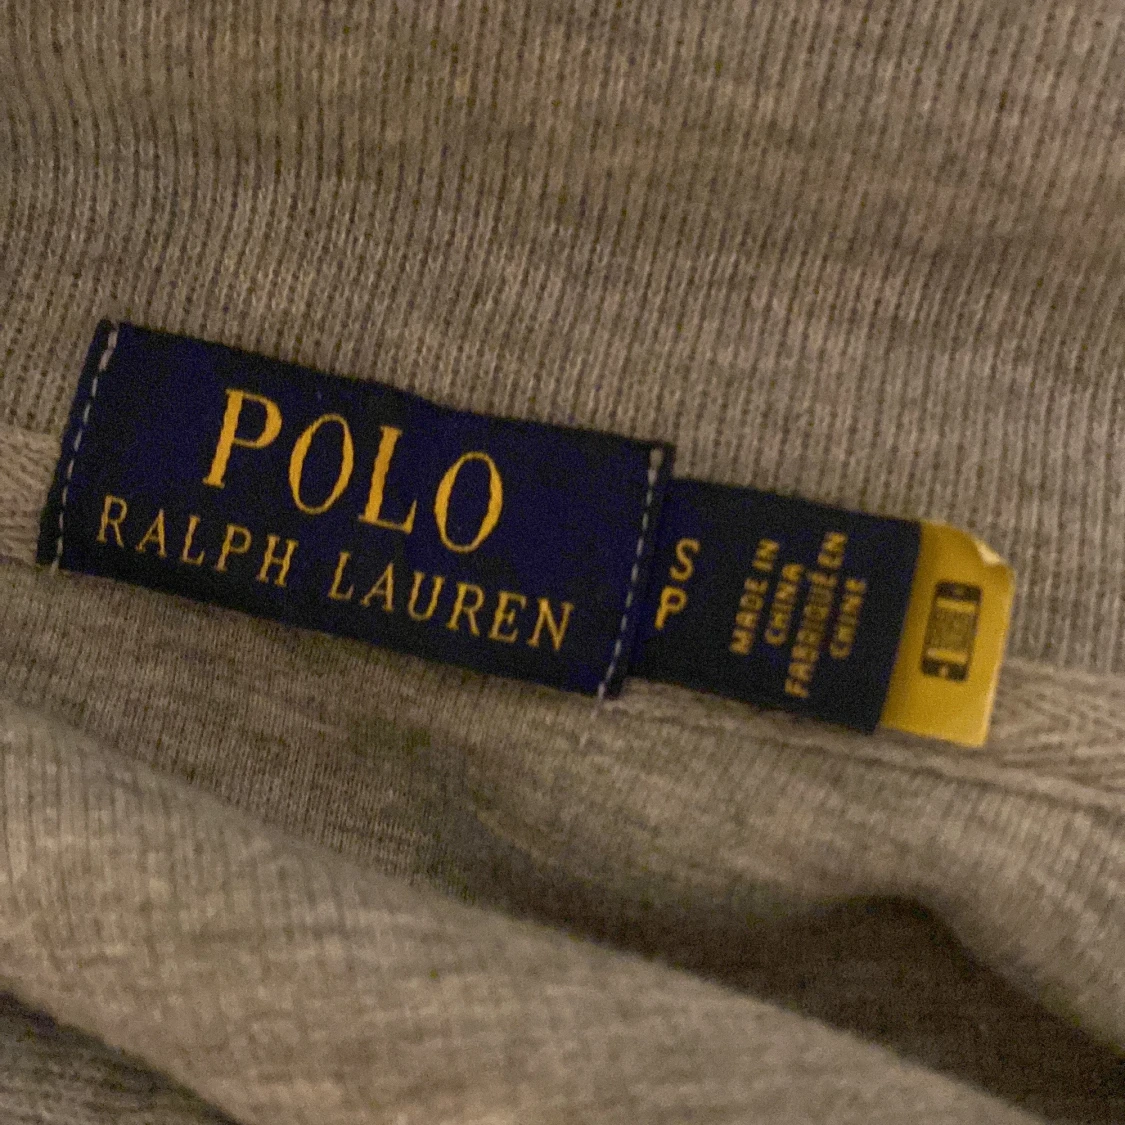 POLO
RALPH LAUREN
S
P
MADE IN
CHINA
FABRIQUÉ EN
CHINE